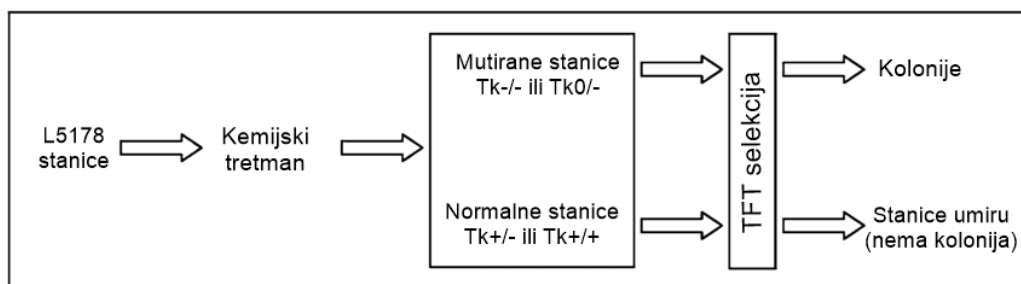 L5178
stanice
Kemijski
tretman
Mutirane stanice
Tk-/- ili Tk0/-
Normalne stanice
Tk+/- ili Tk+/+
TFT selekcija
Kolonije
Stanice umiru
(nema kolonija)